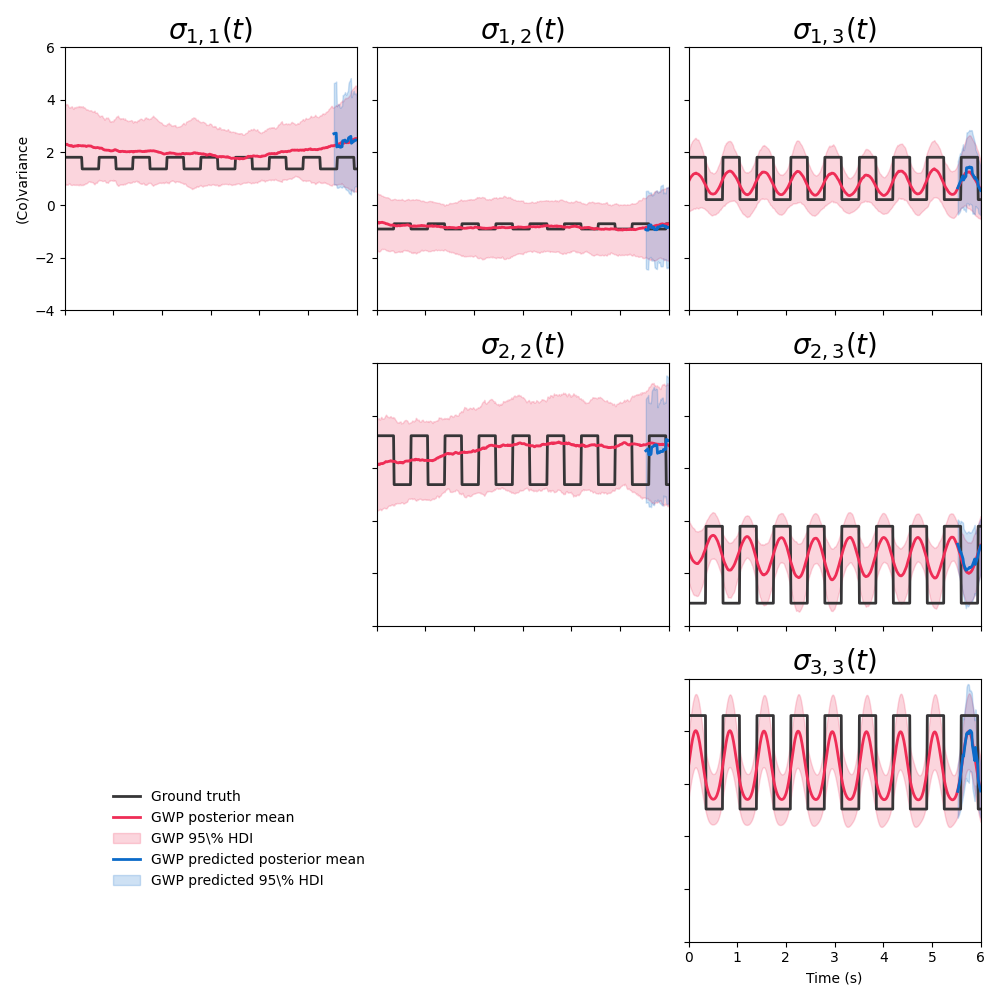 σ1,1(t) σ1,2(t) σ1,3(t)
6
4
2
0
−2
−4
(Co)variance
σ2,2(t) σ2,3(t)
σ3,3(t)
Ground truth
GWP posterior mean
GWP 95\% HDI
GWP predicted posterior mean
GWP predicted 95\% HDI
0 1 2 3 4 5 6
Time (s)